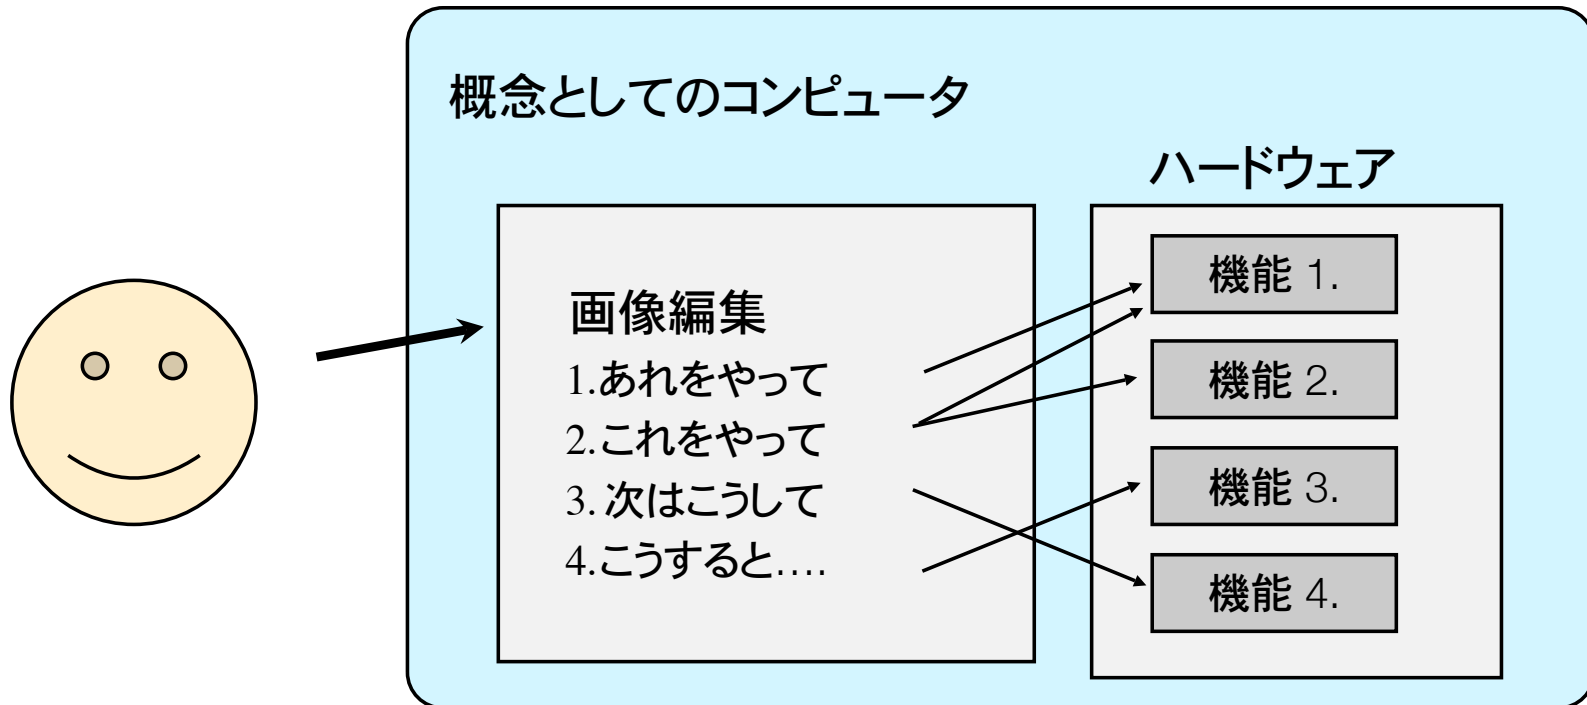 概念としてのコンピュータ
ハードウェア
画像編集
1.あれをやって
2.これをやって
3. 次はこうして
4.こうすると....
機能 1.
機能 2.
機能 3.
機能 4.